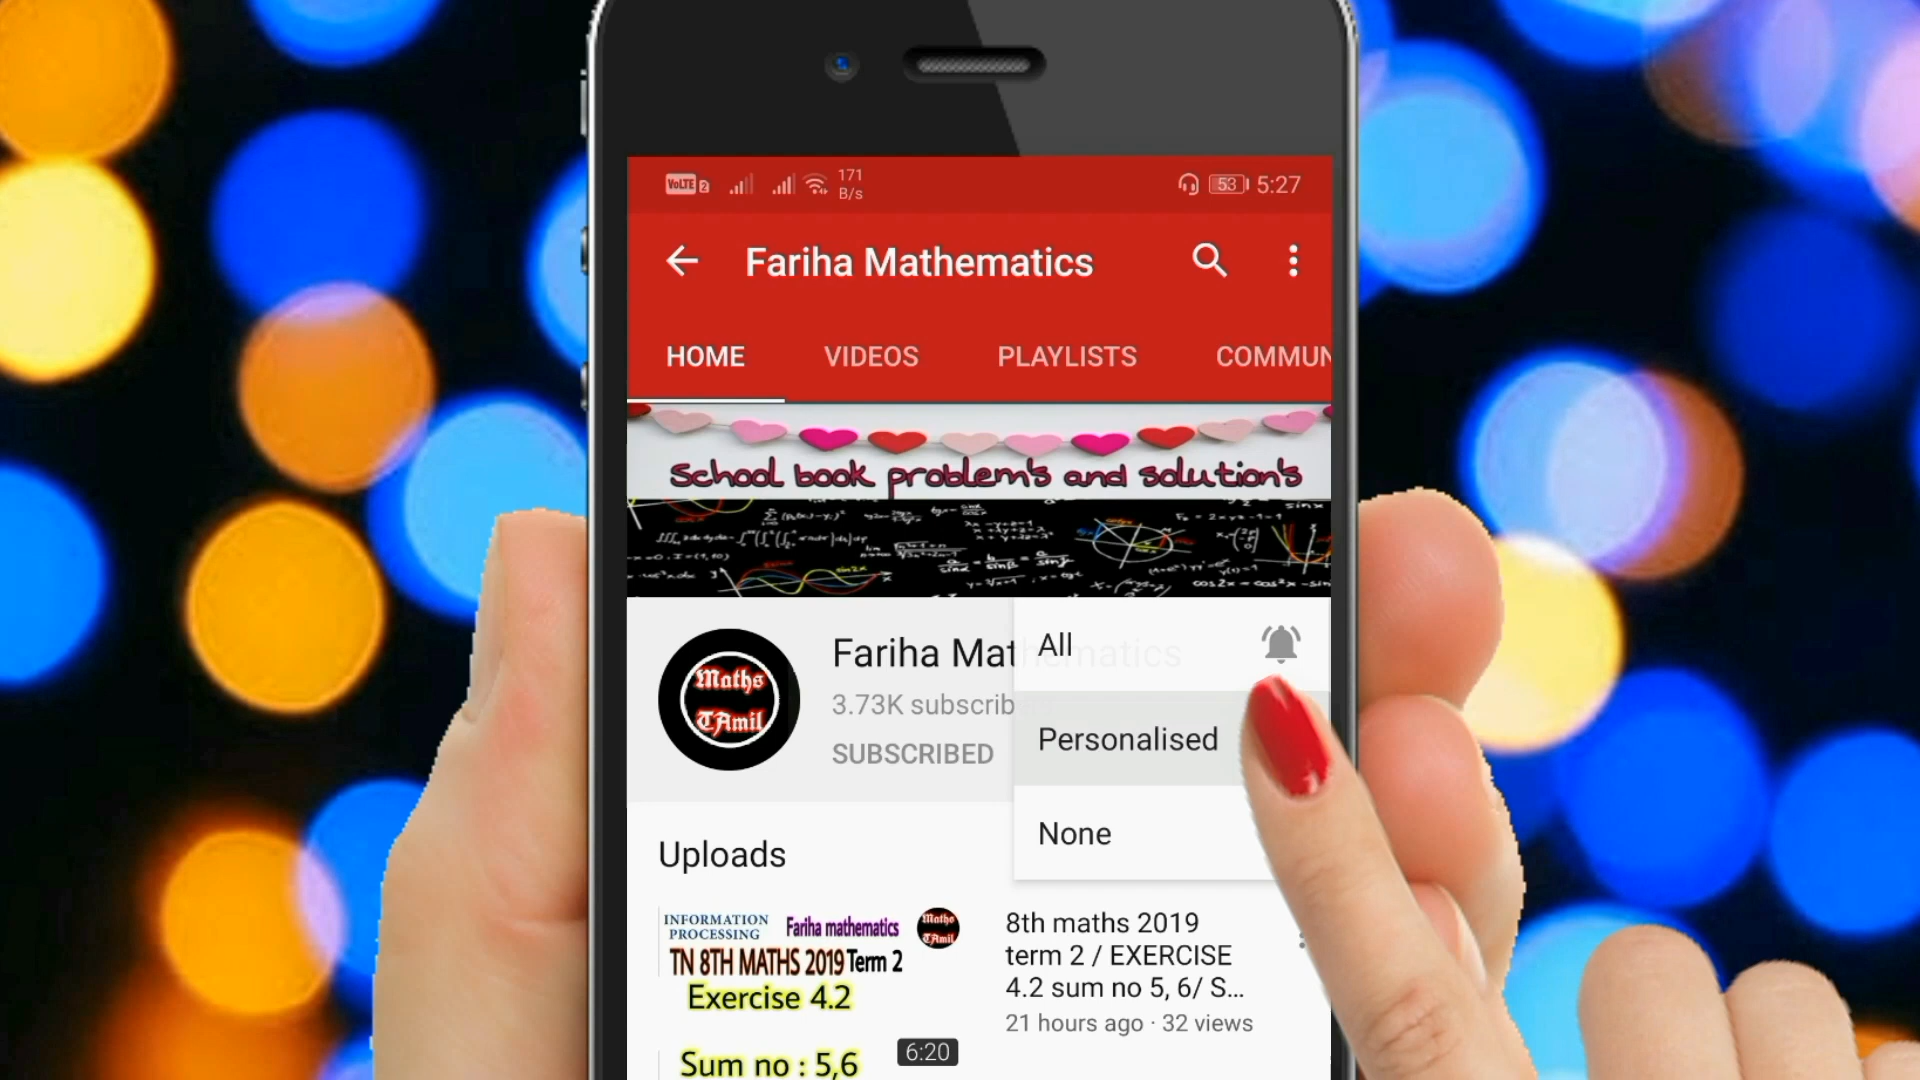 VoLTE 2 171 B/s 53 5:27
Fariha Mathematics
HOME VIDEOS PLAYLISTS COMMUN
School book problem's and solution's
Fariha Mathematics
3.73K subscrib
SUBSCRIBED
Maths
TAmil
All
Personalised
None
Uploads
INFORMATION
PROCESSING
Fariha mathematics
Maths
TAmil
TN 8TH MATHS 2019 Term 2
Exercise 4.2
Sum no : 5,6
6:20
8th maths 2019
term 2 / EXERCISE
4.2 sum no 5, 6/ S...
21 hours ago · 32 views